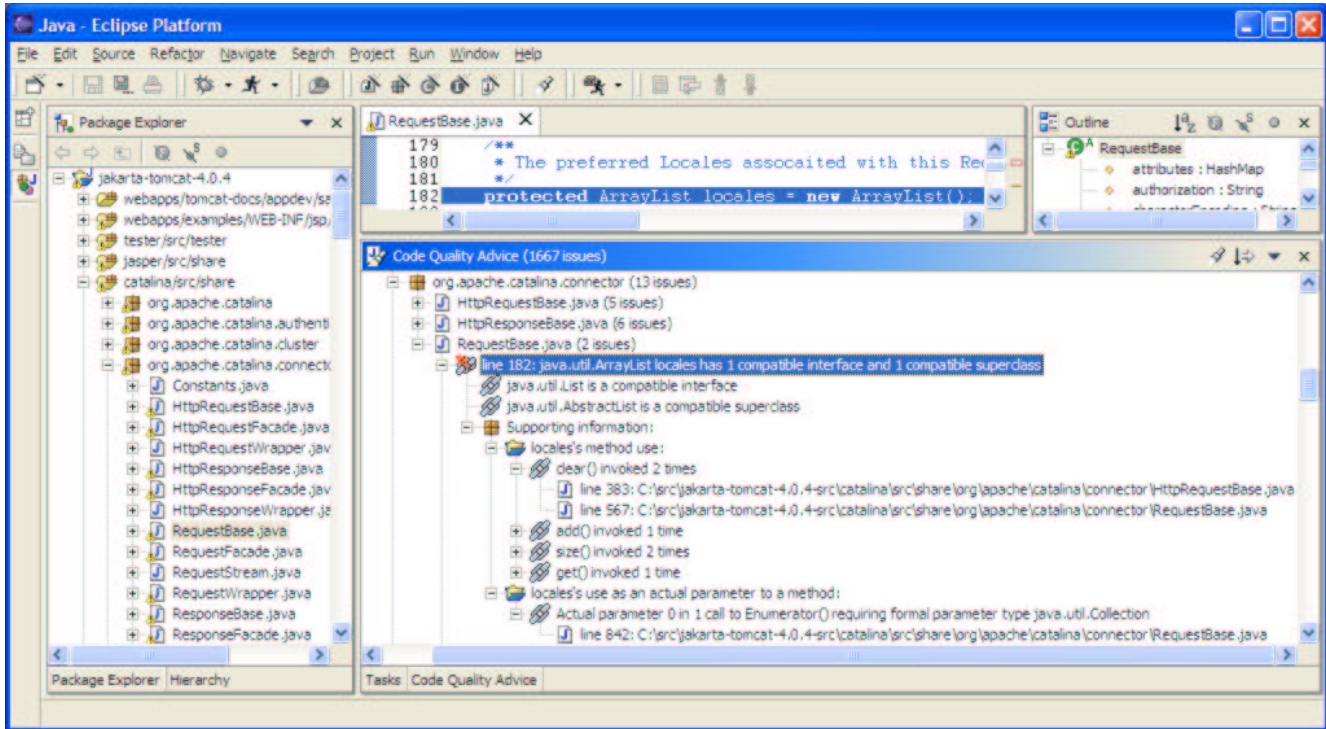 Java - Eclipse Platform
File Edit Source Refactor Navigate Search Project Run Window Help
Package Explorer
jakarta-tomcat-4.0.4
webapps/tomcat-docs/appdev/sa
webapps/examples/WEB-INF/jsp/
tester/src/tester
jasper/src/share
catalina/src/share
org.apache.catalina
org.apache.catalina.authenti
org.apache.catalina.cluster
org.apache.catalina.connecto
Constants.java
HttpRequestBase.java
HttpRequestFacade.java
HttpRequestWrapper.jav
HttpResponseBase.java
HttpResponseFacade.jav
HttpResponseWrapper.ja
RequestBase.java
RequestFacade.java
RequestStream.java
RequestWrapper.java
ResponseBase.java
ResponseFacade.java
Package Explorer Hierarchy
RequestBase.java
179 /**
180 * The preferred Locales assocaited with this Req
181 */
182 protected ArrayList locales = new ArrayList();
Outline
RequestBase
attributes : HashMap
authorization : String
Code Quality Advice (1667 issues)
org.apache.catalina.connector (13 issues)
HttpRequestBase.java (5 issues)
HttpResponseBase.java (6 issues)
RequestBase.java (2 issues)
line 182: java.util.ArrayList locales has 1 compatible interface and 1 compatible superclass
java.util.List is a compatible interface
java.util.AbstractList is a compatible superclass
Supporting information:
locales's method use:
clear() invoked 2 times
line 383: C:\src\jakarta-tomcat-4.0.4-src\catalina\src\share\org\apache\catalina\connector\HttpRequestBase.java
line 567: C:\src\jakarta-tomcat-4.0.4-src\catalina\src\share\org\apache\catalina\connector\RequestBase.java
add() invoked 1 time
size() invoked 2 times
get() invoked 1 time
locales's use as an actual parameter to a method:
Actual parameter 0 in 1 call to Enumerator() requiring formal parameter type java.util.Collection
line 842: C:\src\jakarta-tomcat-4.0.4-src\catalina\src\share\org\apache\catalina\connector\RequestBase.java
Tasks Code Quality Advice